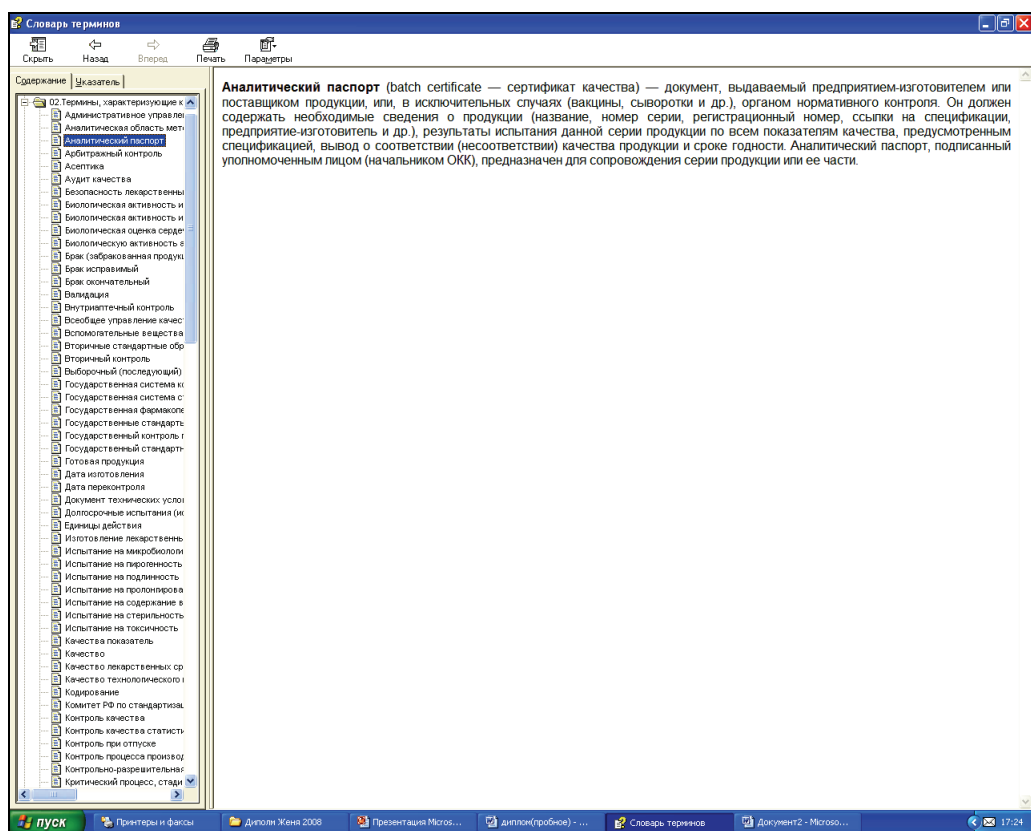 Словарь терминов
Скрыть Назад Вперед Печать Параметры
Содержание Указатель
02.Термины, характеризующие к
Административное управле
Аналитическая область мет
Аналитический паспорт
Арбитражный контроль
Асептика
Аудит качества
Безопасность лекарственны
Биологическая активность и
Биологическая активность и
Биологическая оценка серде
Биологическую активность а
Брак (забракованная продук
Брак исправимый
Брак окончательный
Валидация
Внутриаптечный контроль
Всеобщее управление качес
Вспомогательные вещества
Вторичные стандартные обр
Вторичный контроль
Выборочный (последующий)
Государственная система ко
Государственная система с
Государственная фармакопе
Государственные стандарть
Государственный контроль г
Государственный стандартн
Готовая продукция
Дата изготовления
Дата переконтроля
Документ технических услов
Долгосрочные испытания (ис
Единицы действия
Изготовление лекарственнь
Испытание на микробиологи
Испытание на пирогенность
Испытание на подлинность
Испытание на пролонгирова
Испытание на содержание в
Испытание на стерильность
Испытание на токсичность
Качества показатель
Качество
Качество лекарственных ср
Качество технологического
Кодирование
Комитет РФ по стандартизац
Контроль качества
Контроль качества статисти
Контроль при отпуске
Контроль процесса производ
Контрольно-разрешительная
Критический процесс, стади
Аналитический паспорт (batch certificate — сертификат качества) — документ, выдаваемый предприятием-изготовителем или
поставщиком продукции, или, в исключительных случаях (вакцины, сыворотки и др.), органом нормативного контроля. Он должен
содержать необходимые сведения о продукции (название, номер серии, регистрационный номер, ссылки на спецификации,
предприятие-изготовитель и др.), результаты испытания данной серии продукции по всем показателям качества, предусмотренным
спецификацией, вывод о соответствии (несоответствии) качества продукции и сроке годности. Аналитический паспорт, подписанный
уполномоченным лицом (начальником ОКК), предназначен для сопровождения серии продукции или ее части.
пуск Принтеры и факсы Диполи Женя 2008 Презентация Micros... диплом(пробное) - ... Словарь терминов Документ2 - Microso... 17:24